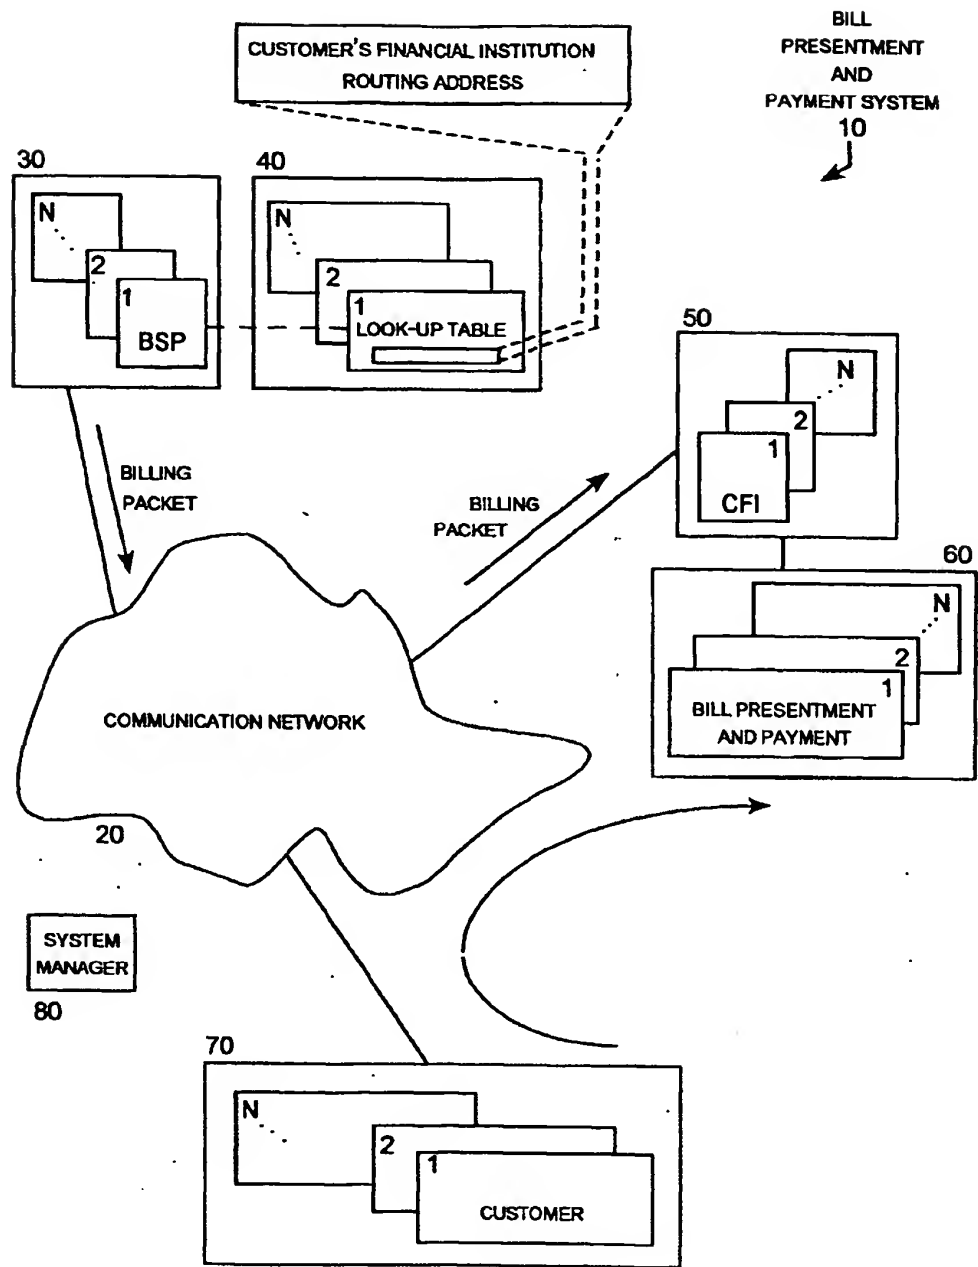 CUSTOMER'S FINANCIAL INSTITUTION
ROUTING ADDRESS
BILL
PRESENTMENT
AND
PAYMENT SYSTEM
10
30
N
2
1
BSP
40
N
2
1
LOOK-UP TABLE
50
N
2
1
CFI
BILLING
PACKET
BILLING
PACKET
60
N
2
1
BILL PRESENTMENT
AND PAYMENT
COMMUNICATION NETWORK
20
SYSTEM
MANAGER
80
70
N
2
1
CUSTOMER